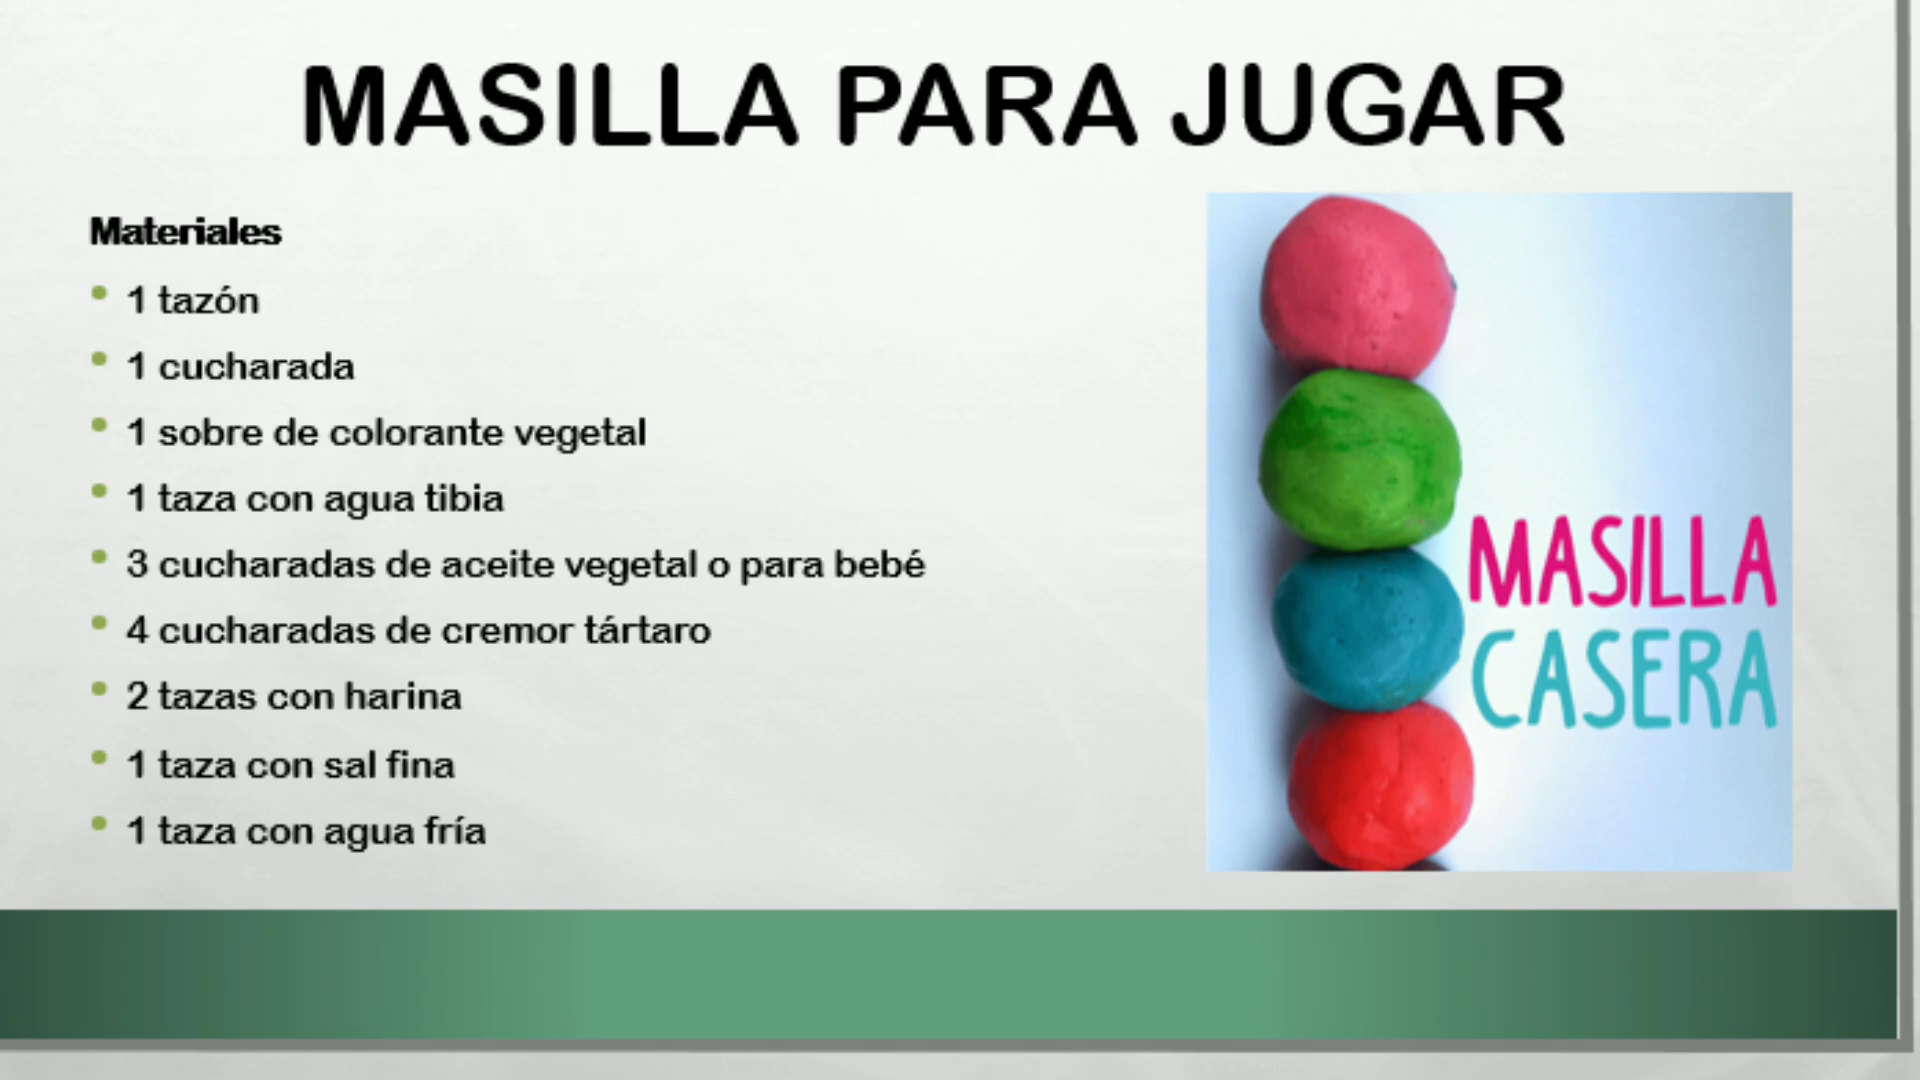 MASILLA PARA JUGAR
Materiales
• 1 tazón
• 1 cucharada
• 1 sobre de colorante vegetal
• 1 taza con agua tibia
• 3 cucharadas de aceite vegetal o para bebé
• 4 cucharadas de cremor tártaro
• 2 tazas con harina
• 1 taza con sal fina
• 1 taza con agua fría
MASILLA
CASERA